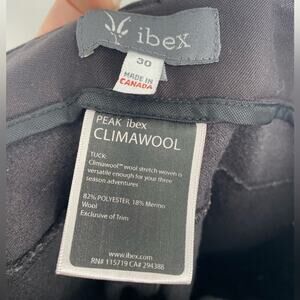 ibex
30
MADE IN
CANADA
PEAK ibex
CLIMAWOOL
TUCK:
Climawool™ wool stretch woven is
versatile enough for your three
season adventures
82% POLYESTER, 18% Merino
Wool
Exclusive of Trim
www.ibex.com
RN# 115719 CA# 294388